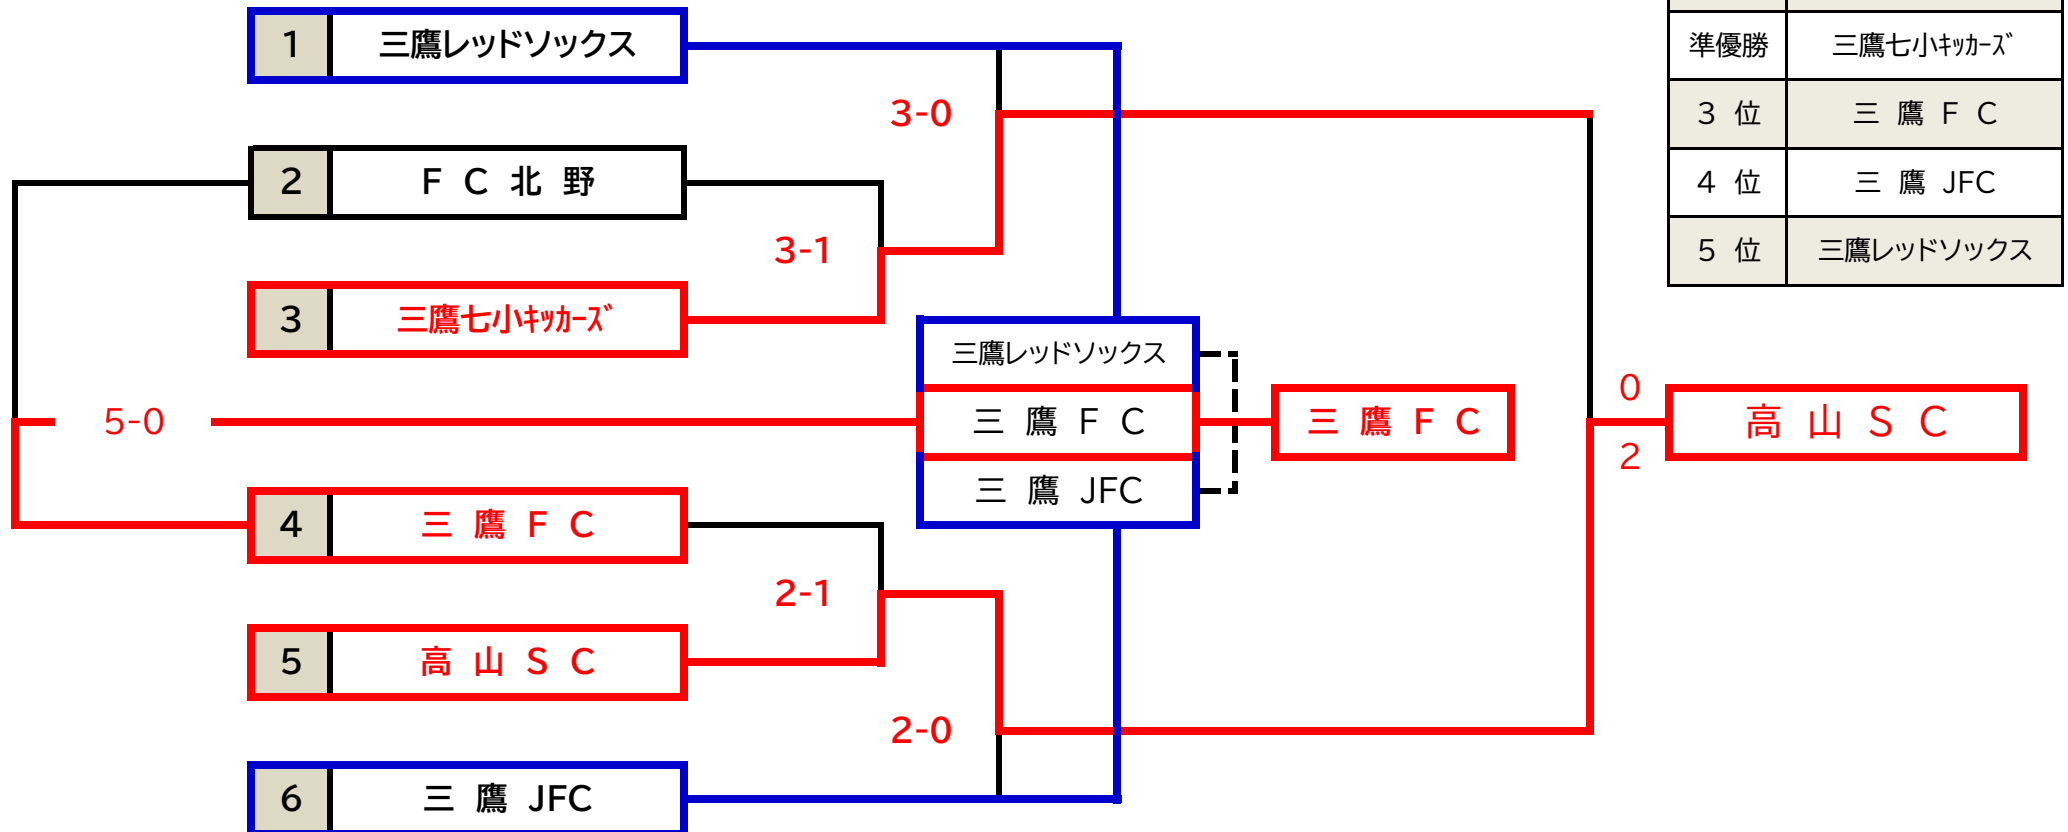 1 三鷹レッドソックス
準優勝 三鷹七小ｷｯｶｰｽﾞ
3-0
3 位 三 鷹 F C
2 F C 北 野
4 位 三 鷹 JFC
3-1
5 位 三鷹レッドソックス
3 三鷹七小ｷｯｶｰｽﾞ
三鷹レッドソックス
0
5-0
三 鷹 F C
三 鷹 F C
高 山 S C
2
三 鷹 JFC
4 三 鷹 F C
2-1
5 高 山 S C
2-0
6 三 鷹 JFC